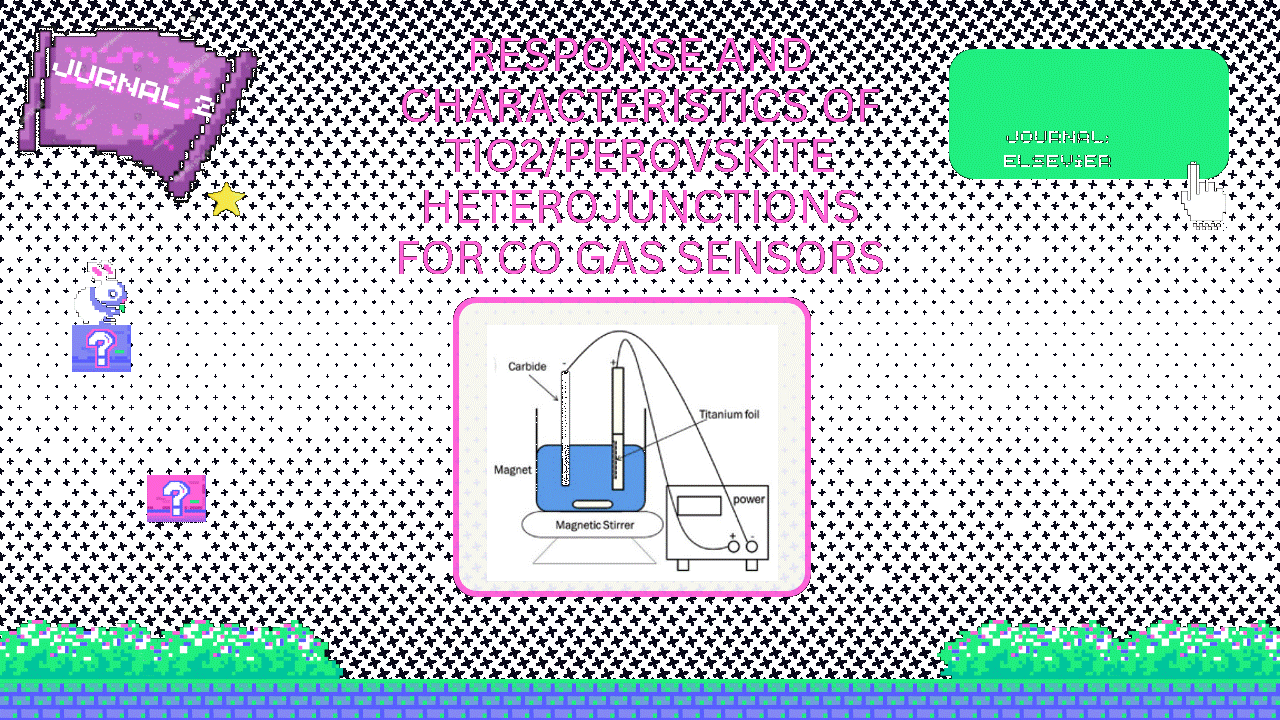 JURNAL 2
RESPONSE AND
CHARACTERISTICS OF
TIO2/PEROVSKITE
HETEROJUNCTIONS
FOR CO GAS SENSORS
JOURNAL:
ELSEVIER
?
?
Carbide
-
+
Titanium foil
Magnet
power
Magnetic Stirrer
+ -